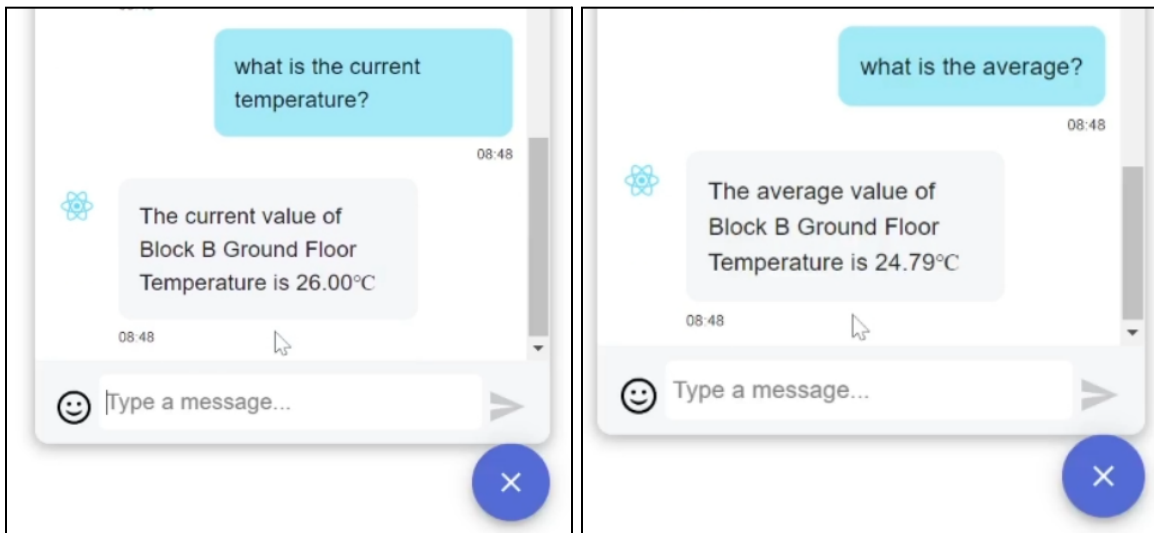 what is the current
temperature?
08:48
The current value of
Block B Ground Floor
Temperature is 26.00°C
08:48
Type a message...
what is the average?
08:48
The average value of
Block B Ground Floor
Temperature is 24.79°C
08:48
Type a message...